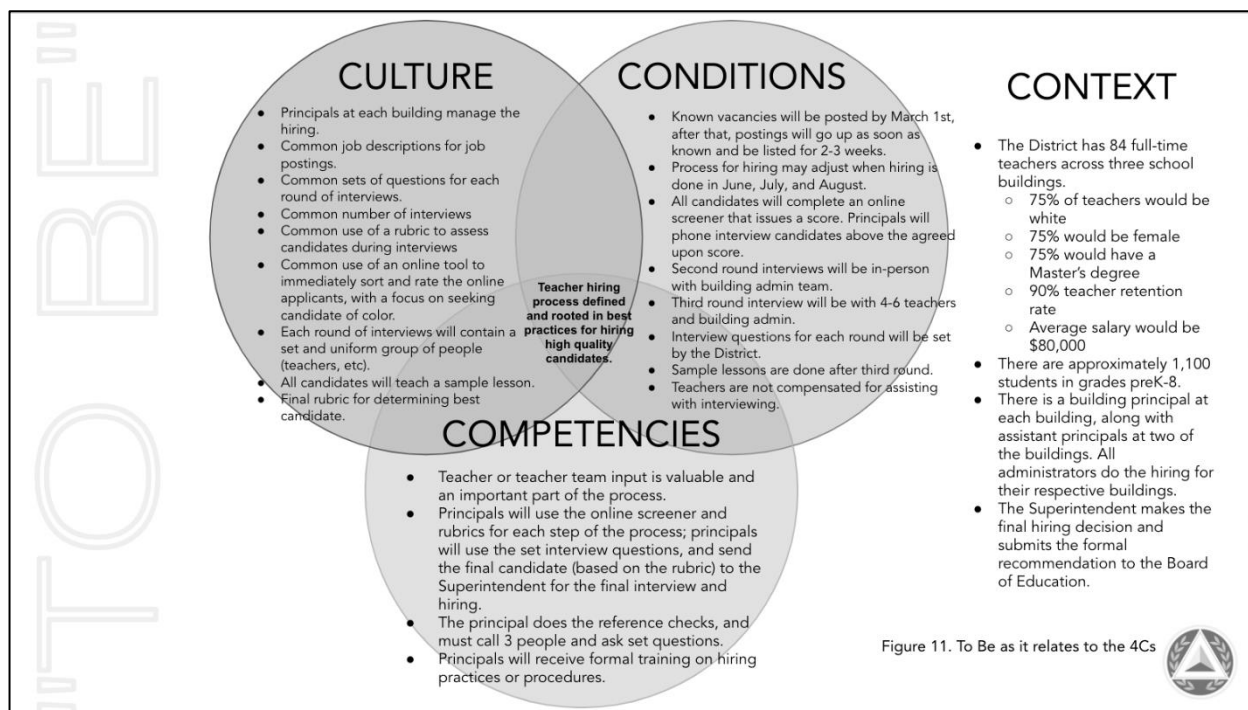 "TO BE"
CULTURE
● Principals at each building manage the
hiring.
● Common job descriptions for job
postings.
● Common sets of questions for each
round of interviews.
● Common number of interviews
● Common use of a rubric to assess
candidates during interviews
● Common use of an online tool to
immediately sort and rate the online
applicants, with a focus on seeking
candidate of color.
● Each round of interviews will contain a
set and uniform group of people
(teachers, etc).
● All candidates will teach a sample lesson.
● Final rubric for determining best
candidate.
CONDITIONS
● Known vacancies will be posted by March 1st,
after that, postings will go up as soon as
known and be listed for 2-3 weeks.
● Process for hiring may adjust when hiring is
done in June, July, and August.
● All candidates will complete an online
screener that issues a score. Principals will
phone interview candidates above the agreed
upon score.
● Second round interviews will be in-person
with building admin team.
● Third round interview will be with 4-6 teachers
and building admin.
● Interview questions for each round will be set
by the District.
● Sample lessons are done after third round.
● Teachers are not compensated for assisting
with interviewing.
Teacher hiring
process defined
and rooted in best
practices for hiring
high quality
candidates.
COMPETENCIES
● Teacher or teacher team input is valuable and
an important part of the process.
● Principals will use the online screener and
rubrics for each step of the process; principals
will use the set interview questions, and send
the final candidate (based on the rubric) to the
Superintendent for the final interview and
hiring.
● The principal does the reference checks, and
must call 3 people and ask set questions.
● Principals will receive formal training on hiring
practices or procedures.
CONTEXT
● The District has 84 full-time
teachers across three school
buildings.
○ 75% of teachers would be
white
○ 75% would be female
○ 75% would have a
Master's degree
○ 90% teacher retention
rate
○ Average salary would be
$80,000
● There are approximately 1,100
students in grades preK-8.
● There is a building principal at
each building, along with
assistant principals at two of
the buildings. All
administrators do the hiring for
their respective buildings.
● The Superintendent makes the
final hiring decision and
submits the formal
recommendation to the Board
of Education.
Figure 11. To Be as it relates to the 4Cs